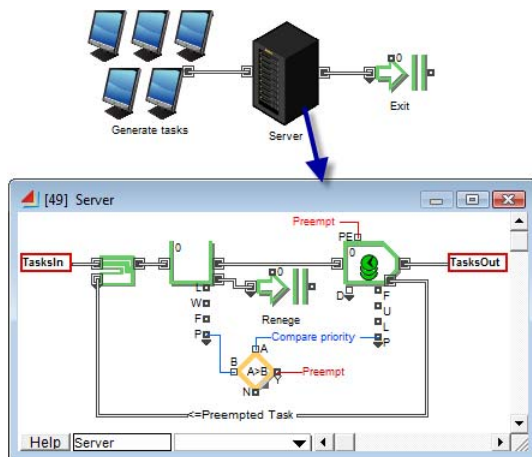 0
Exit
Generate tasks
Server
[49] Server
Preempt
PE
TasksIn
0
0
0
TasksOut
L
W
F
P
Renege
D
F
U
L
P
Compare priority
A
B
A>B
Y
Preempt
N
<=Preempted Task
Help
Server